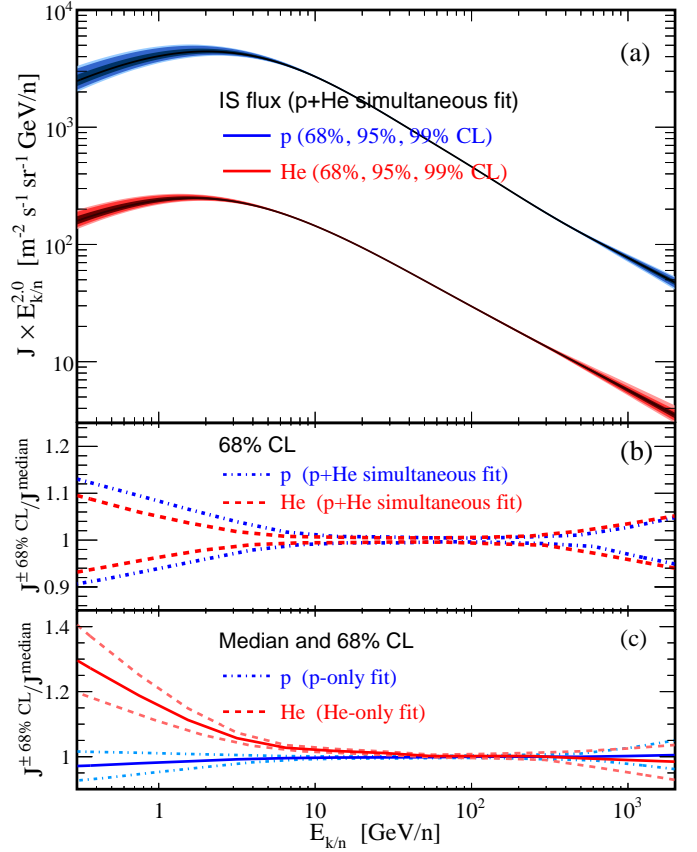 10^4
(a)
IS flux (p+He simultaneous fit)
p (68%, 95%, 99% CL)
He (68%, 95%, 99% CL)
10^3
10^2
10
J × E_{k/n}^{2.0} [m^{-2} s^{-1} sr^{-1} GeV/n]
1.2
68% CL
(b)
p (p+He simultaneous fit)
He (p+He simultaneous fit)
1.1
1
0.9
J^{± 68% CL}/J^{median}
1.4
Median and 68% CL
(c)
p (p-only fit)
He (He-only fit)
1.2
1
J^{± 68% CL}/J^{median}
1
10
10^2
10^3
E_{k/n} [GeV/n]